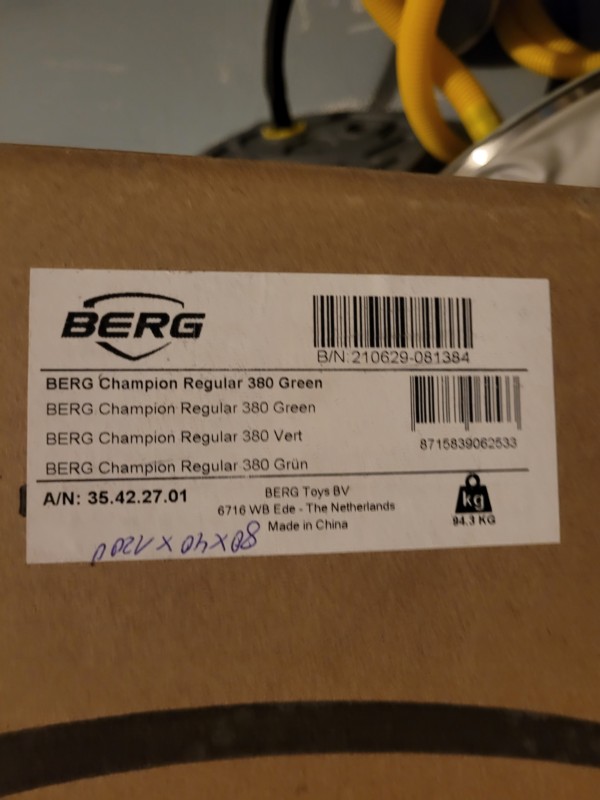 BERG
B/N 210629-081384
BERG Champion Regular 380 Green
BERG Champion Regular 380 Green
BERG Champion Regular 380 Vert
BERG Champion Regular 380 Grün
8715839062533
A/N: 35.42.27.01
BERG Toys BV
6716 WB Ede - The Netherlands
Made in China
kg
94.3 KG
80x40x1200